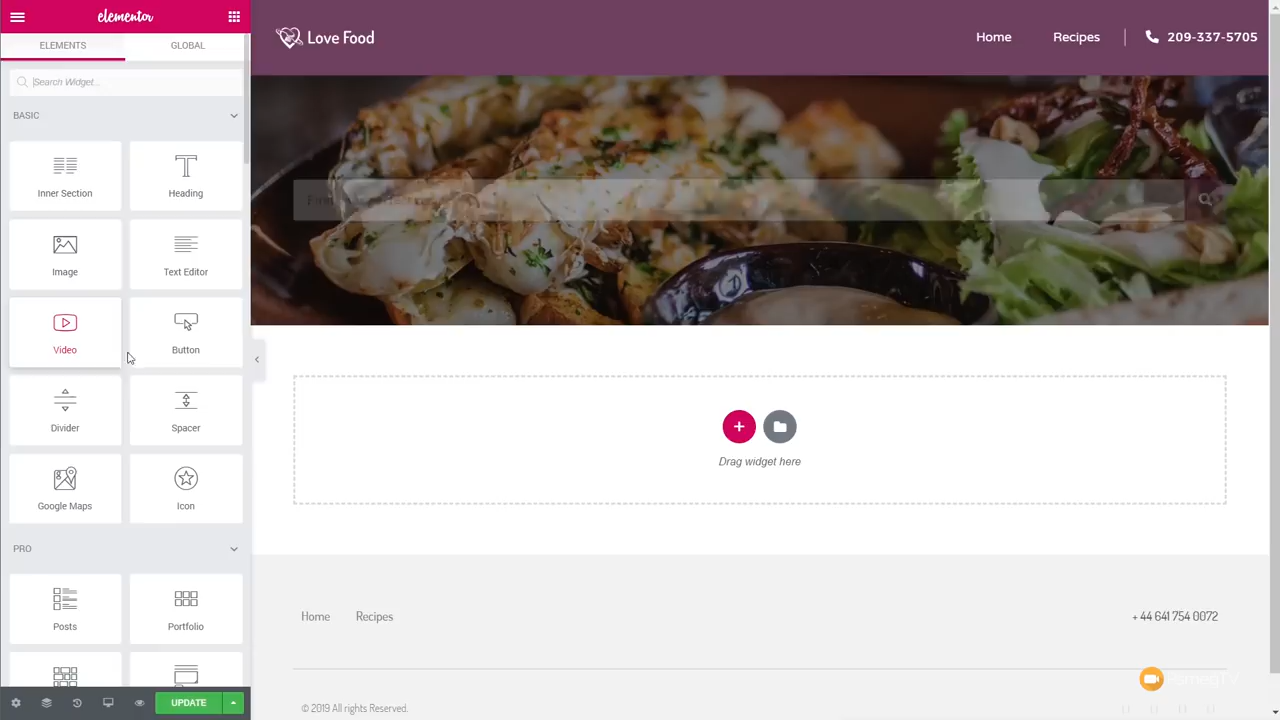 elementor
ELEMENTS
GLOBAL
Search Widget...
BASIC
Inner Section
Heading
Image
Text Editor
Video
Button
Divider
Spacer
Google Maps
Icon
PRO
Posts
Portfolio
UPDATE
Love Food
Home
Recipes
209-337-5705
Drag widget here
Home
Recipes
+ 44 641 754 0072
© 2019 All rights Reserved.